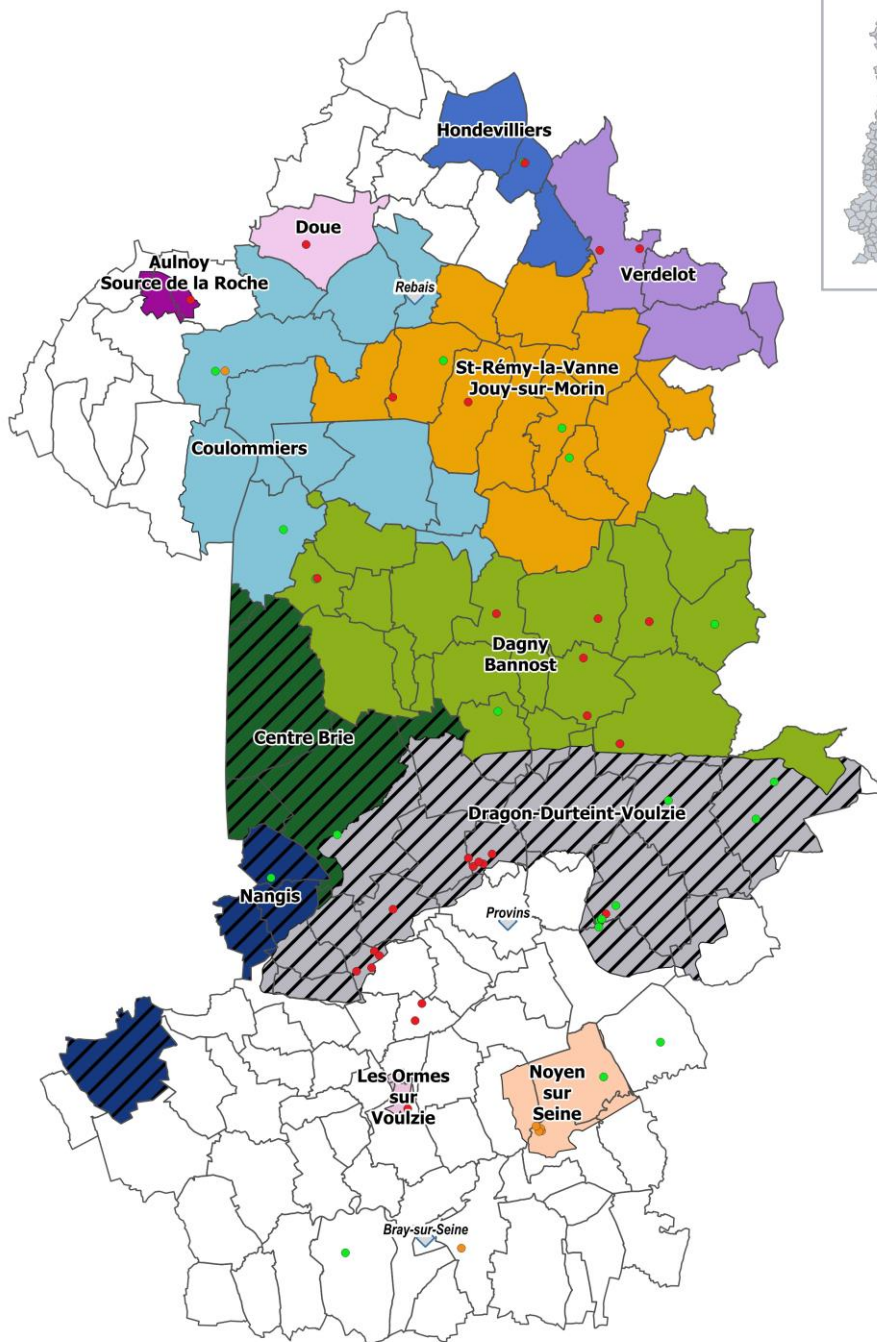 Hondevilliers
Doue
Aulnoy
Source de la Roche
Verdelot
Rebais
St-Rémy-la-Vanne
Jouy-sur-Morin
Coulommiers
Dagny
Bannost
Centre Brie
Dragon-Durteint-Voulzie
Nangis
Provins
Les Ormes
sur
Voulzie
Noyen
sur
Seine
Bray-sur-Seine